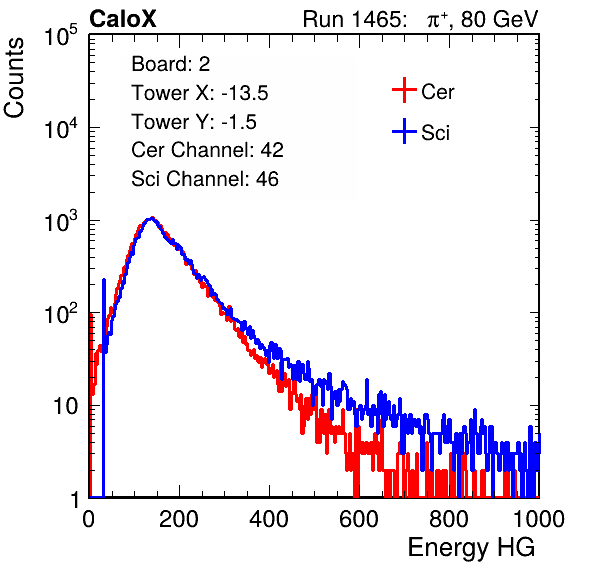 CaloX Run 1465: π⁺, 80 GeV
Counts
Board: 2
Tower X: -13.5
Tower Y: -1.5
Cer Channel: 42
Sci Channel: 46
Cer
Sci
10⁵
10⁴
10³
10²
10
1
0 200 400 600 800 1000
Energy HG